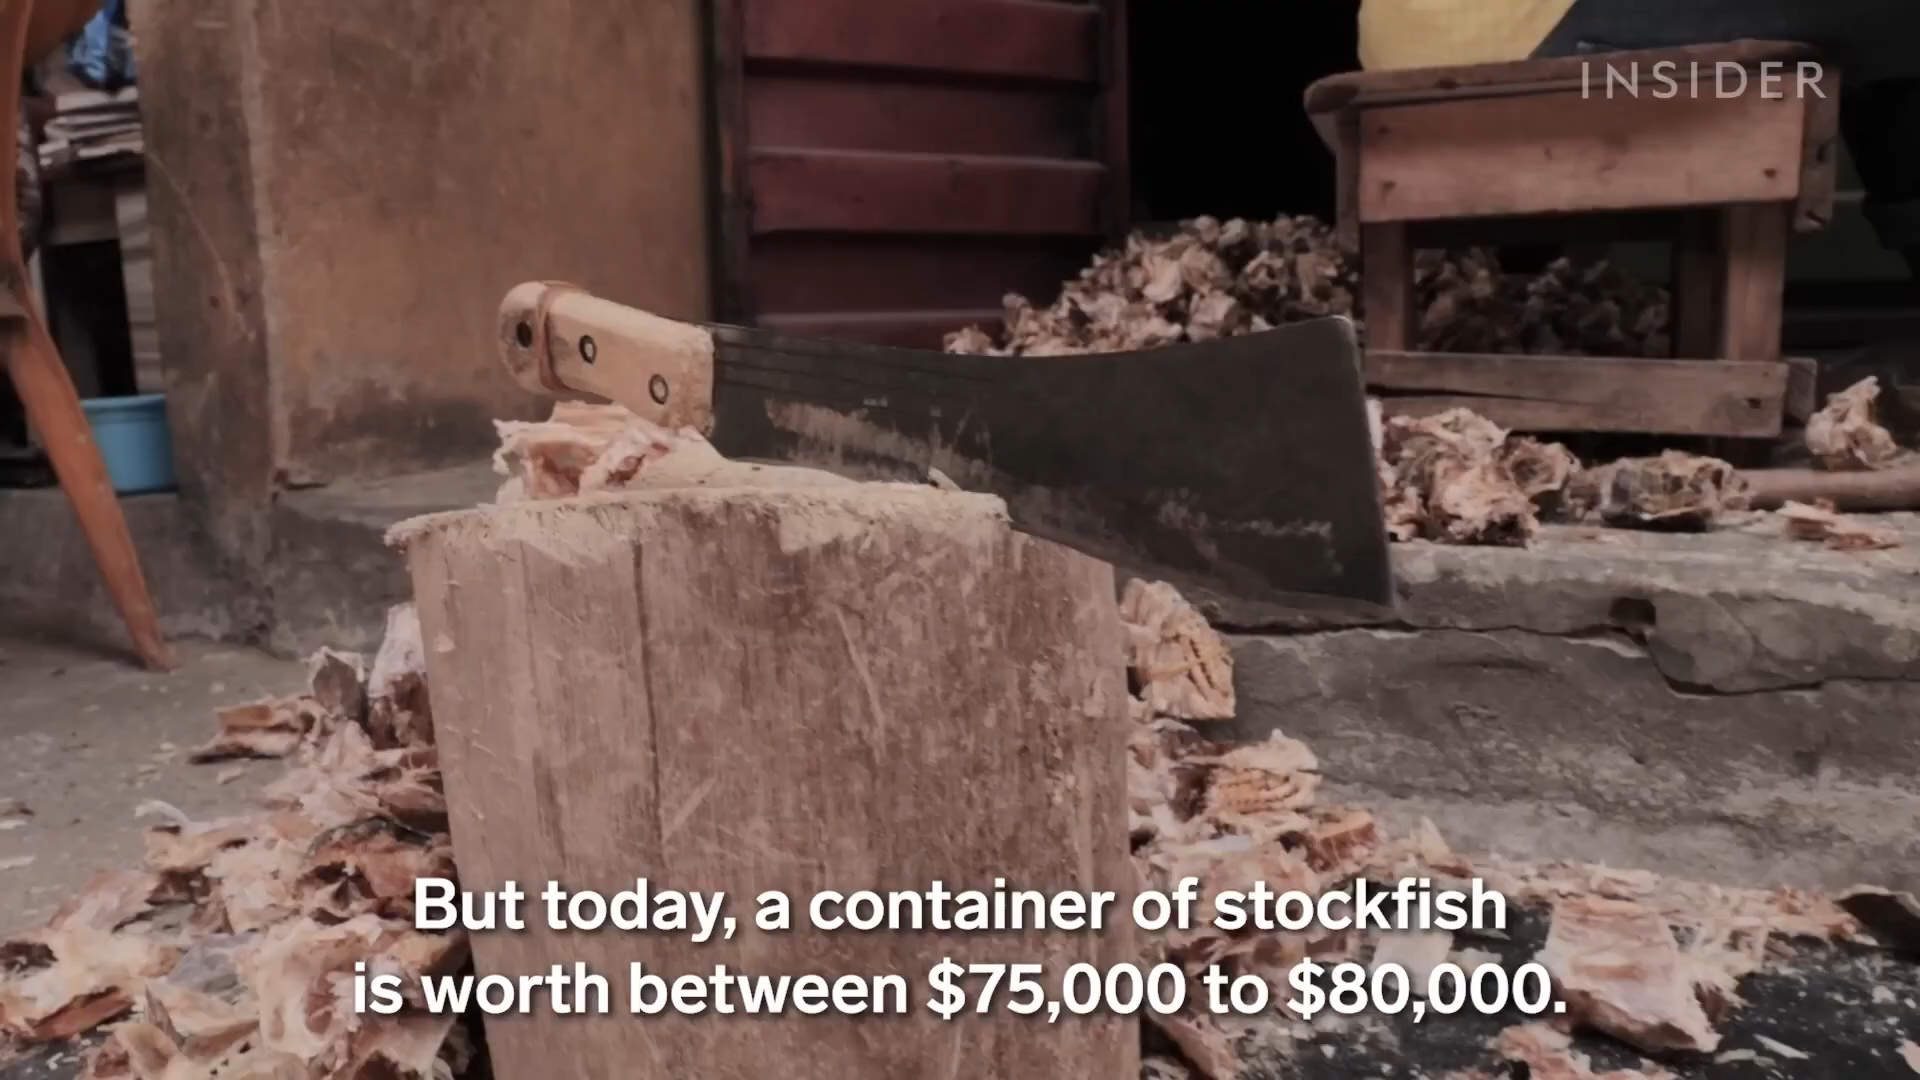 INSIDER
But today, a container of stockfish
is worth between $75,000 to $80,000.